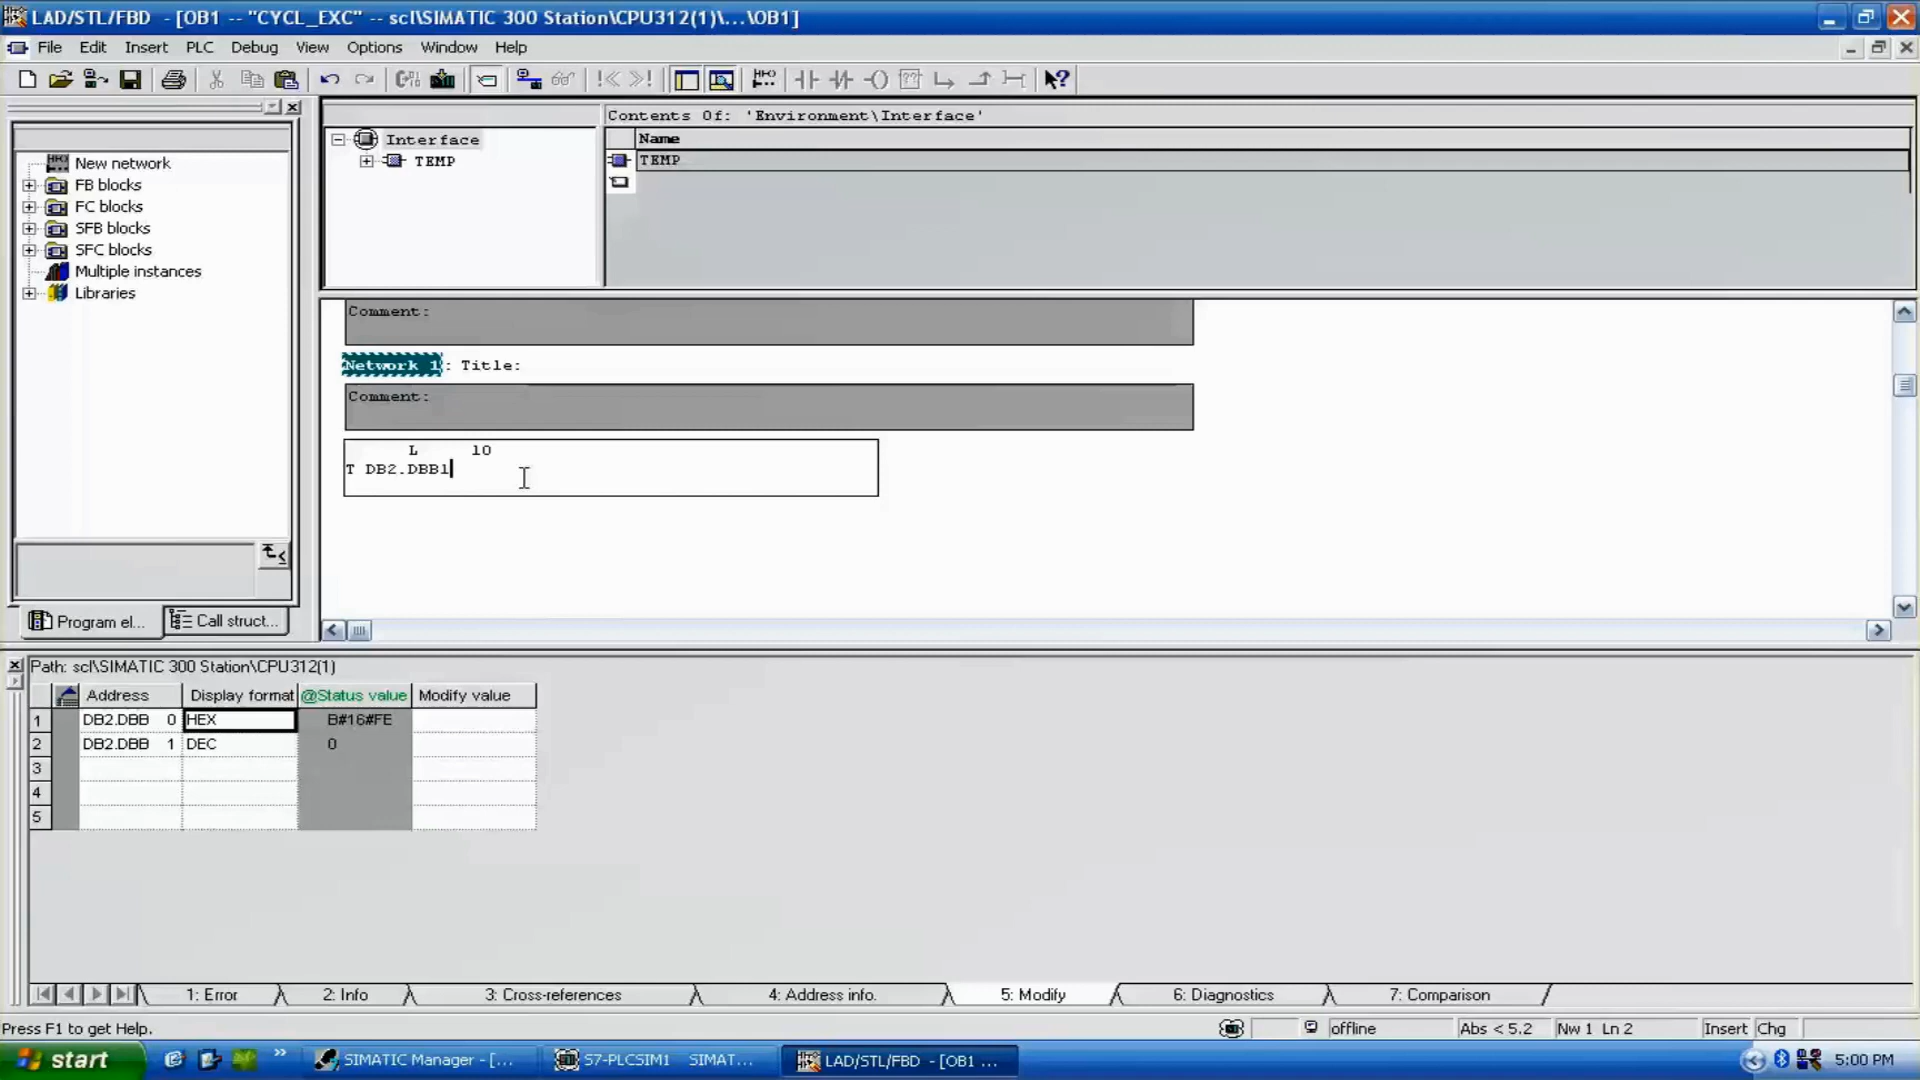 LAD/STL/FBD - [OB1 -- "CYCL_EXC" -- scl\SIMATIC 300 Station\CPU312(1)\...\OB1]
File Edit Insert PLC Debug View Options Window Help
New network
FB blocks
FC blocks
SFB blocks
SFC blocks
Multiple instances
Libraries
Program el...
Call struct...
Interface
TEMP
Contents Of: 'Environment\Interface'
Name
TEMP
Comment:
Network 1: Title:
Comment:
L 10
T DB2.DBB1
Path: scl\SIMATIC 300 Station\CPU312(1)
Address Display format @Status value Modify value
1 DB2.DBB 0 HEX B#16#FE
2 DB2.DBB 1 DEC 0
3
4
5
1: Error 2: Info 3: Cross-references 4: Address info. 5: Modify 6: Diagnostics 7: Comparison
Press F1 to get Help. offline Abs < 5.2 Nw 1 Ln 2 Insert Chg
start SIMATIC Manager - [... S7-PLCSIM1 SIMAT... LAD/STL/FBD - [OB1 ... 5:00 PM